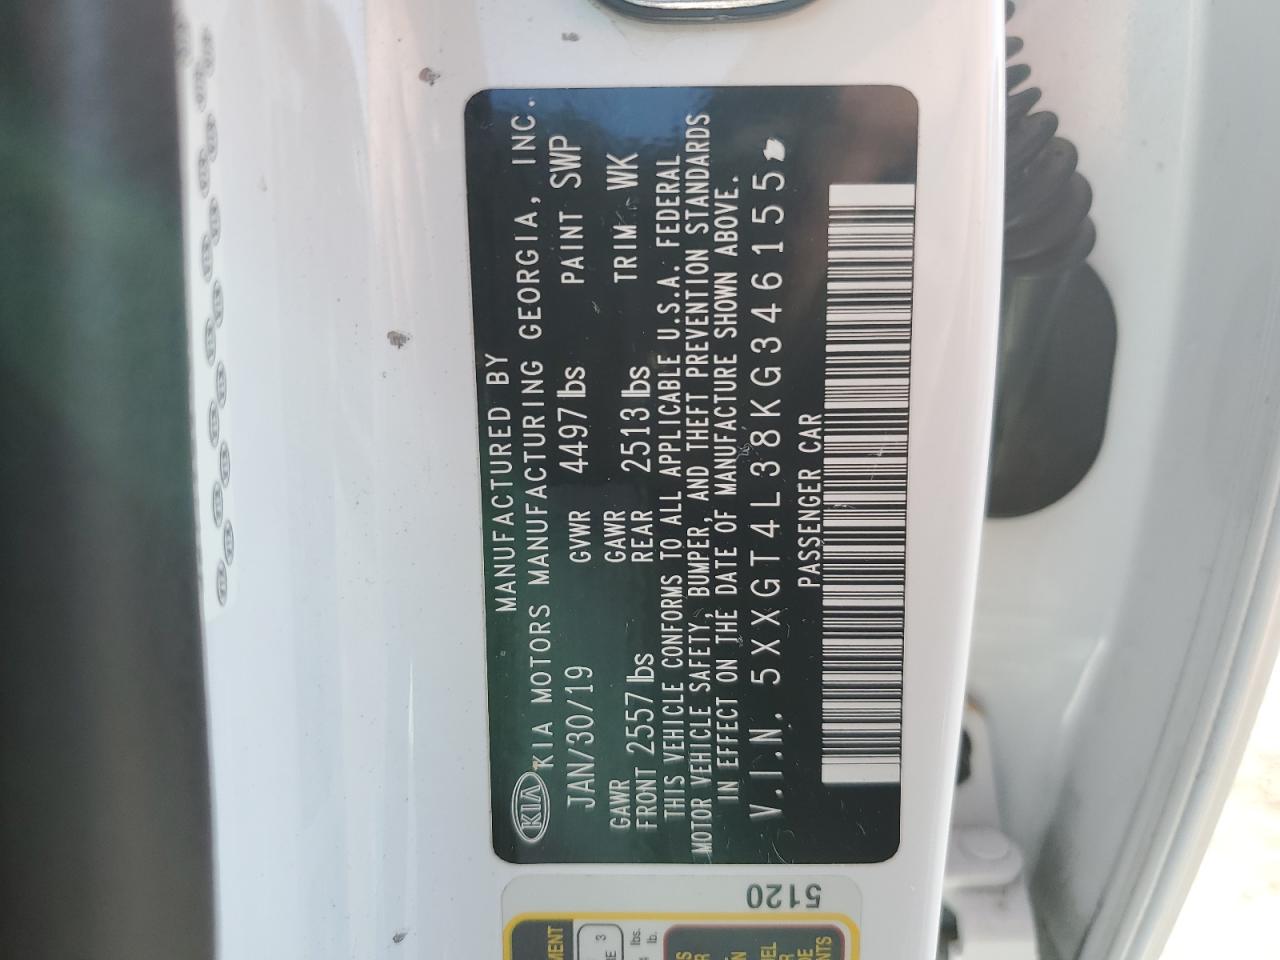 KIA
MANUFACTURED BY
KIA MOTORS MANUFACTURING GEORGIA, INC.
JAN/30/19 GVWR 4497 lbs PAINT SWP
GAWR FRONT 2557 lbs GAWR REAR 2513 lbs TRIM WK
THIS VEHICLE CONFORMS TO ALL APPLICABLE U.S.A. FEDERAL
MOTOR VEHICLE SAFETY, BUMPER, AND THEFT PREVENTION STANDARDS
IN EFFECT ON THE DATE OF MANUFACTURE SHOWN ABOVE.
V.I.N. 5XXGT4L38KG346155
PASSENGER CAR
5120